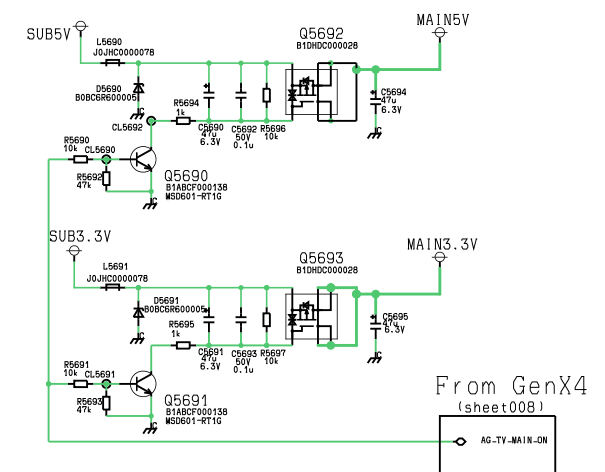 SUB5V
L5690
J0JHC0000078
Q5692
B1DHDC000028
MAIN5V
D5690
B0BC6R600005
C
CL5692
R5694
1k
C5690
47u
6.3V
C5692
50V
0.1u
R5696
10k
C5694
47u
6.3V
C
R5690
10k
CL5690
R5692
47k
Q5690
B1ABCF000138
MSD601-RT1G
C
SUB3.3V
L5691
J0JHC0000078
Q5693
B1DHDC000028
MAIN3.3V
D5691
B0BC6R600005
C
R5695
1k
C5691
47u
6.3V
C5693
50V
0.1u
R5697
10k
C5695
47u
6.3V
C
R5691
10k
CL5691
R5693
47k
Q5691
B1ABCF000138
MSD601-RT1G
C
From GenX4
(sheet008)
AG-TV-MAIN-ON